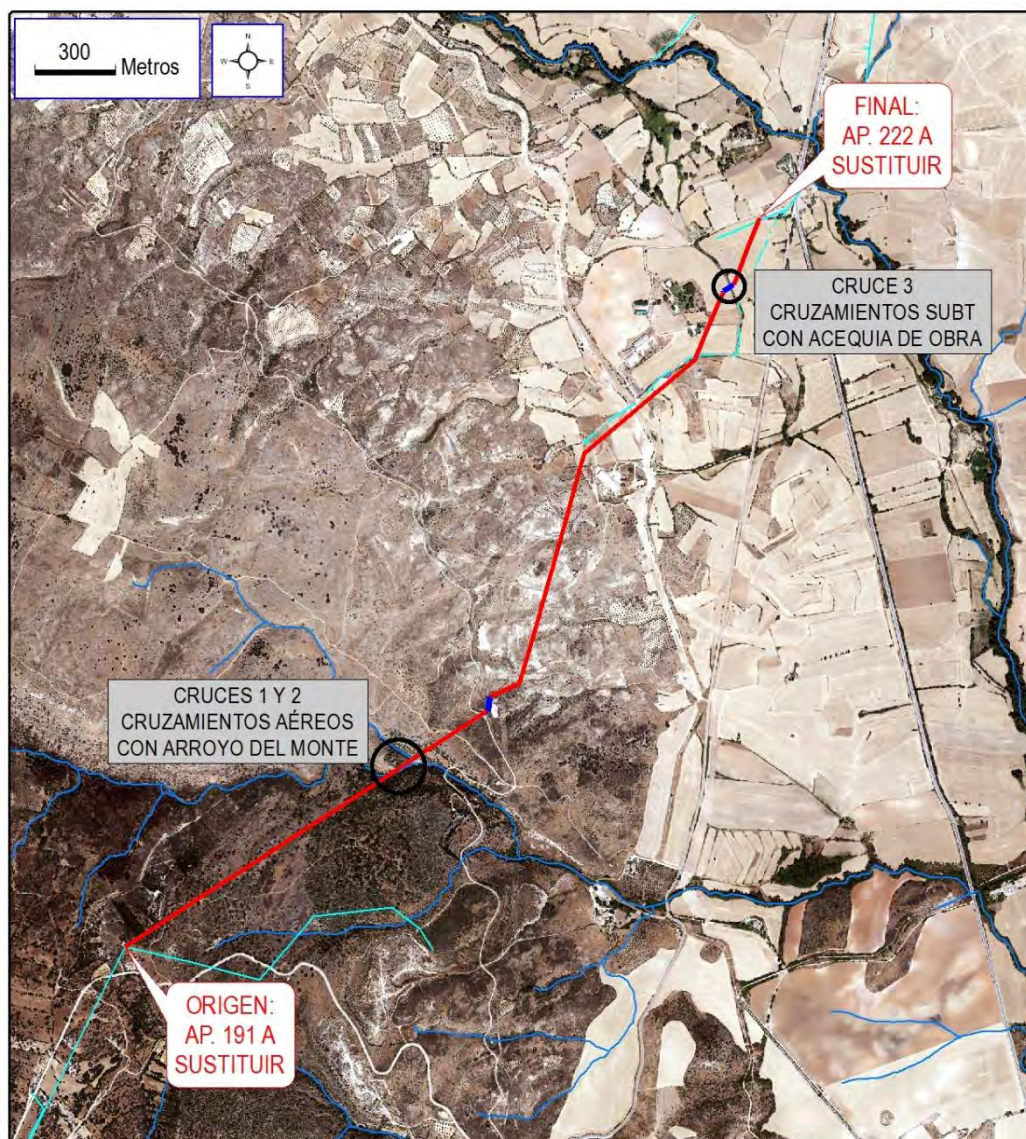 300
Metros
N
W E
S
FINAL:
AP. 222 A
SUSTITUIR
CRUCE 3
CRUZAMIENTOS SUBT
CON ACEQUIA DE OBRA
CRUCES 1 Y 2
CRUZAMIENTOS AÉREOS
CON ARROYO DEL MONTE
ORIGEN:
AP. 191 A
SUSTITUIR